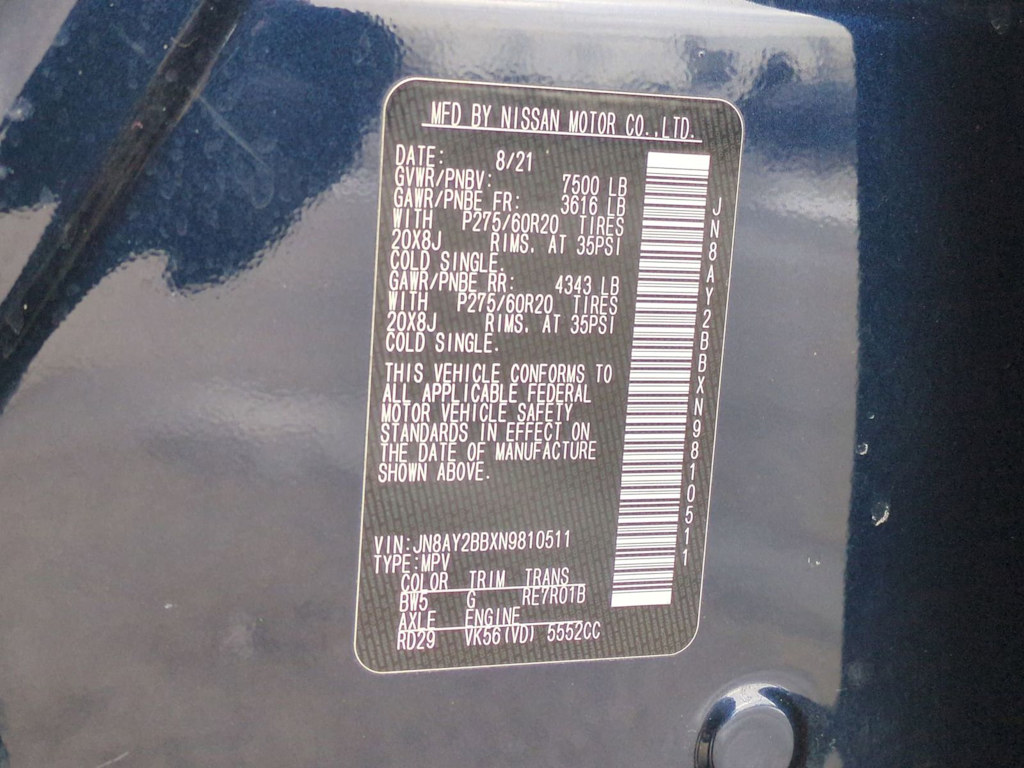 MFD BY NISSAN MOTOR CO.,LTD.
DATE: 8/21
GVWR/PNBV: 7500 LB
GAWR/PNBE FR: 3616 LB
WITH P275/60R20 TIRES
20X8J RIMS. AT 35PSI
COLD SINGLE.
GAWR/PNBE RR: 4343 LB
WITH P275/60R20 TIRES
20X8J RIMS. AT 35PSI
COLD SINGLE.
THIS VEHICLE CONFORMS TO
ALL APPLICABLE FEDERAL
MOTOR VEHICLE SAFETY
STANDARDS IN EFFECT ON
THE DATE OF MANUFACTURE
SHOWN ABOVE.
VIN:JN8AY2BBXN9810511
TYPE:MPV
COLOR TRIM TRANS
BW5 G RE7R01B
AXLE ENGINE
RD29 VK56(VD) 5552CC
JN8AY2BBXN9810511